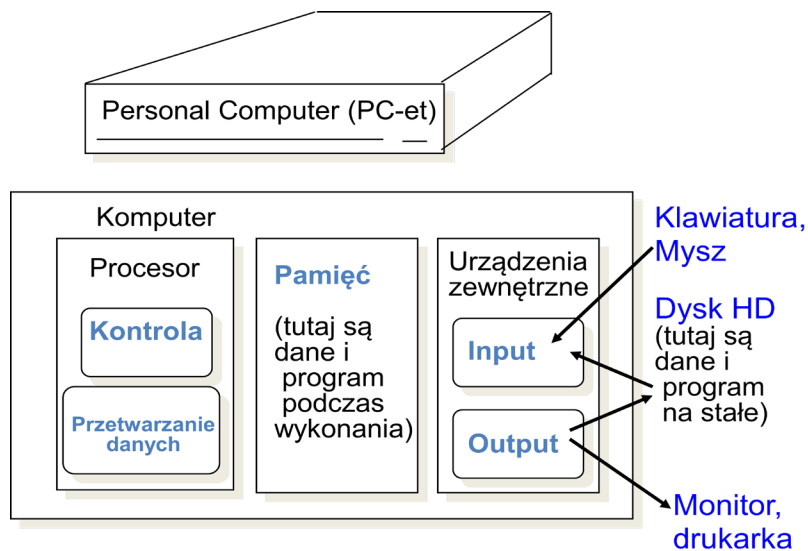 Personal Computer (PC-et)
Komputer
Procesor
Kontrola
Przetwarzanie
danych
Pamięć
(tutaj są
dane i
program
podczas
wykonania)
Urządzenia
zewnętrzne
Input
Output
Klawiatura,
Mysz
Dysk HD
(tutaj są
dane i
program
na stałe)
Monitor,
drukarka